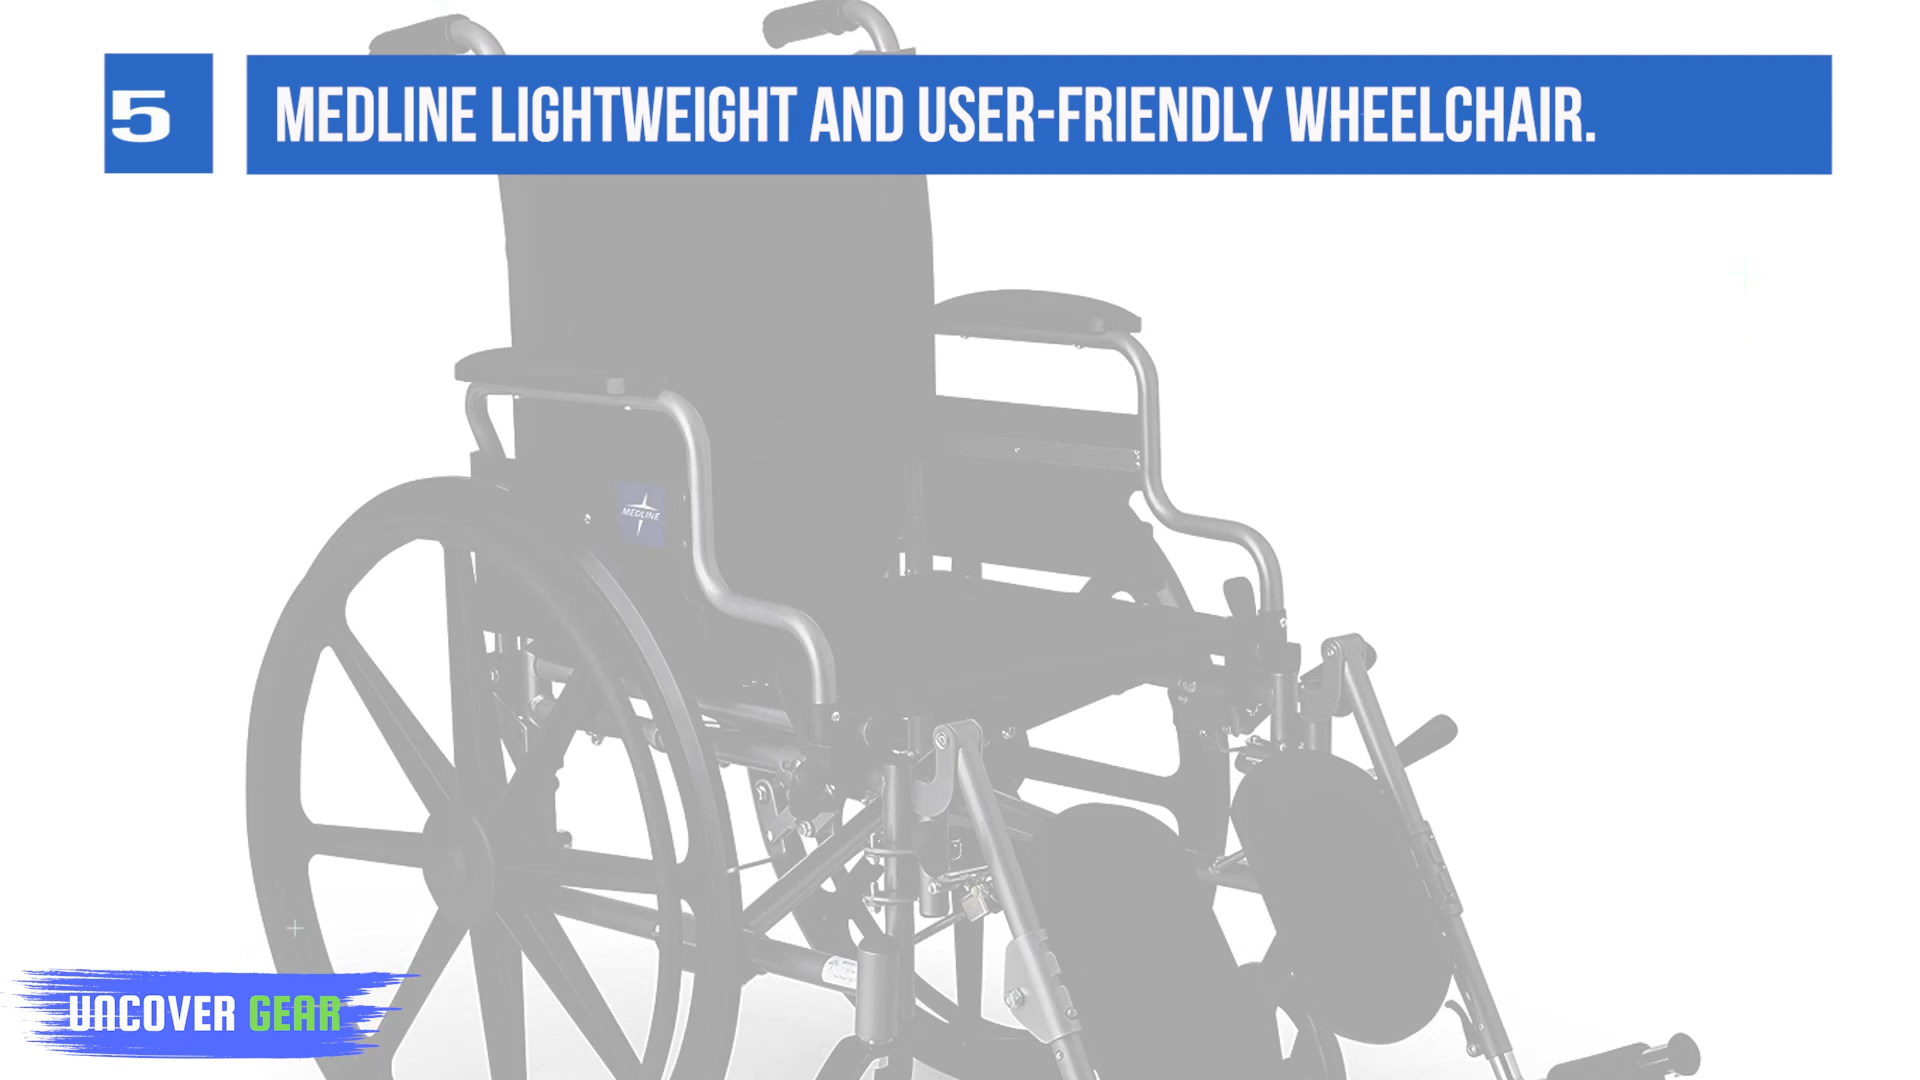 5
MEDLINE LIGHTWEIGHT AND USER-FRIENDLY WHEELCHAIR.
MEDLINE
UNCOVER GEAR